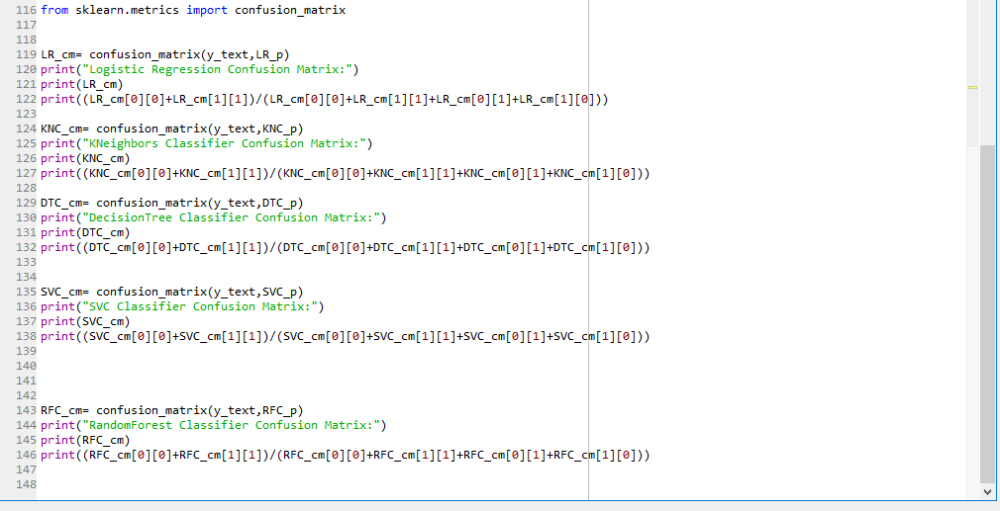 116 from sklearn.metrics import confusion_matrix
117
118
119 LR_cm= confusion_matrix(y_text,LR_p)
120 print("Logistic Regression Confusion Matrix:")
121 print(LR_cm)
122 print((LR_cm[0][0]+LR_cm[1][1])/(LR_cm[0][0]+LR_cm[1][1]+LR_cm[0][1]+LR_cm[1][0]))
123
124 KNC_cm= confusion_matrix(y_text,KNC_p)
125 print("KNeighbors Classifier Confusion Matrix:")
126 print(KNC_cm)
127 print((KNC_cm[0][0]+KNC_cm[1][1])/(KNC_cm[0][0]+KNC_cm[1][1]+KNC_cm[0][1]+KNC_cm[1][0]))
128
129 DTC_cm= confusion_matrix(y_text,DTC_p)
130 print("DecisionTree Classifier Confusion Matrix:")
131 print(DTC_cm)
132 print((DTC_cm[0][0]+DTC_cm[1][1])/(DTC_cm[0][0]+DTC_cm[1][1]+DTC_cm[0][1]+DTC_cm[1][0]))
133
134
135 SVC_cm= confusion_matrix(y_text,SVC_p)
136 print("SVC Classifier Confusion Matrix:")
137 print(SVC_cm)
138 print((SVC_cm[0][0]+SVC_cm[1][1])/(SVC_cm[0][0]+SVC_cm[1][1]+SVC_cm[0][1]+SVC_cm[1][0]))
139
140
141
142
143 RFC_cm= confusion_matrix(y_text,RFC_p)
144 print("RandomForest Classifier Confusion Matrix:")
145 print(RFC_cm)
146 print((RFC_cm[0][0]+RFC_cm[1][1])/(RFC_cm[0][0]+RFC_cm[1][1]+RFC_cm[0][1]+RFC_cm[1][0]))
147
148